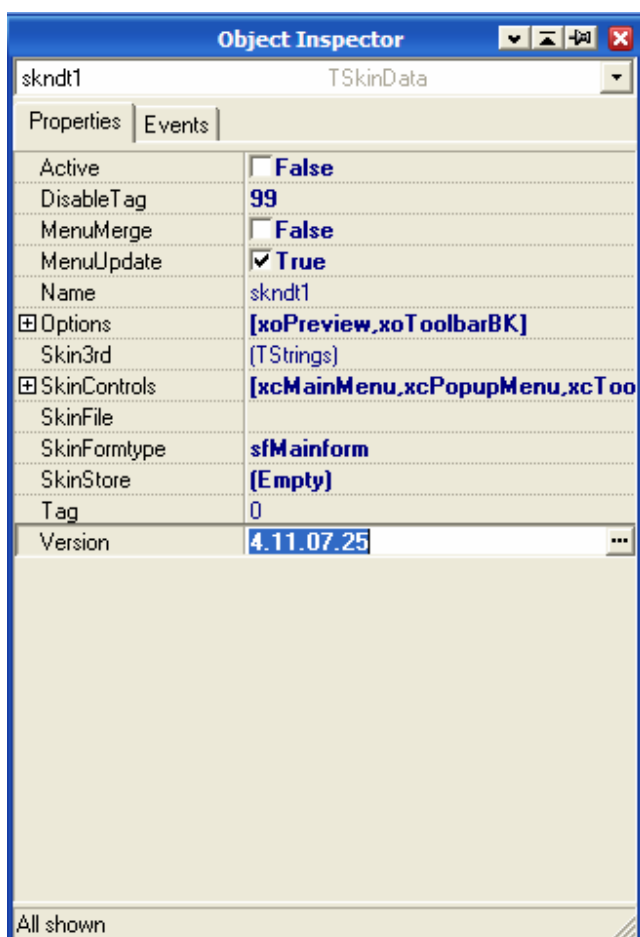 Object Inspector
skndt1 TSkinData
Properties Events
Active False
DisableTag 99
MenuMerge False
MenuUpdate True
Name skndt1
Options [xoPreview,xoToolbarBK]
Skin3rd (TStrings)
SkinControls [xcMainMenu,xcPopupMenu,xcToo
SkinFile
SkinFormtype sfMainform
SkinStore (Empty)
Tag 0
Version 4.11.07.25 ...
All shown